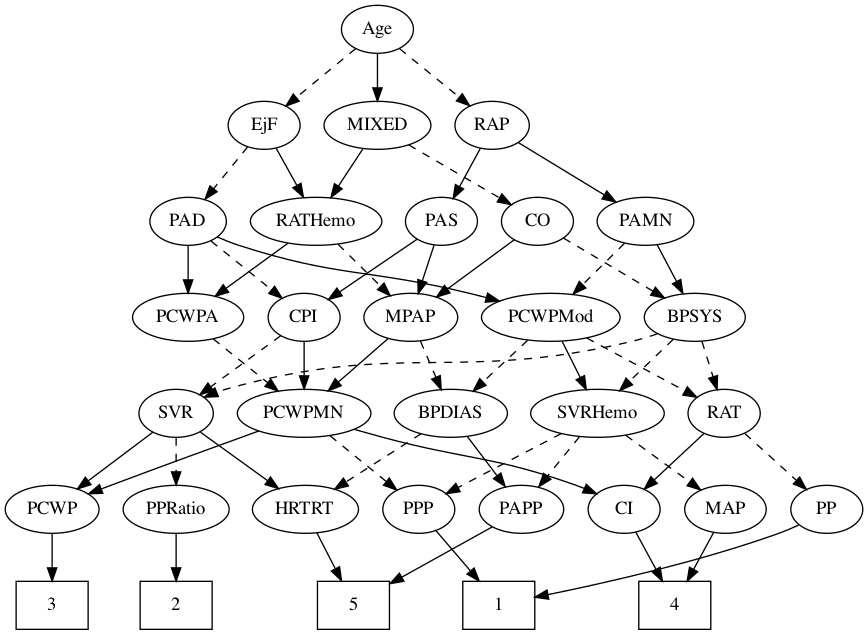 Age
EjF
MIXED
RAP
PAD
RATHemo
PAS
CO
PAMN
PCWPA
CPI
MPAP
PCWPMod
BPSYS
SVR
PCWPMN
BPDIAS
SVRHemo
RAT
PCWP
PPRatio
HRTRT
PPP
PAPP
CI
MAP
PP
3
2
5
1
4